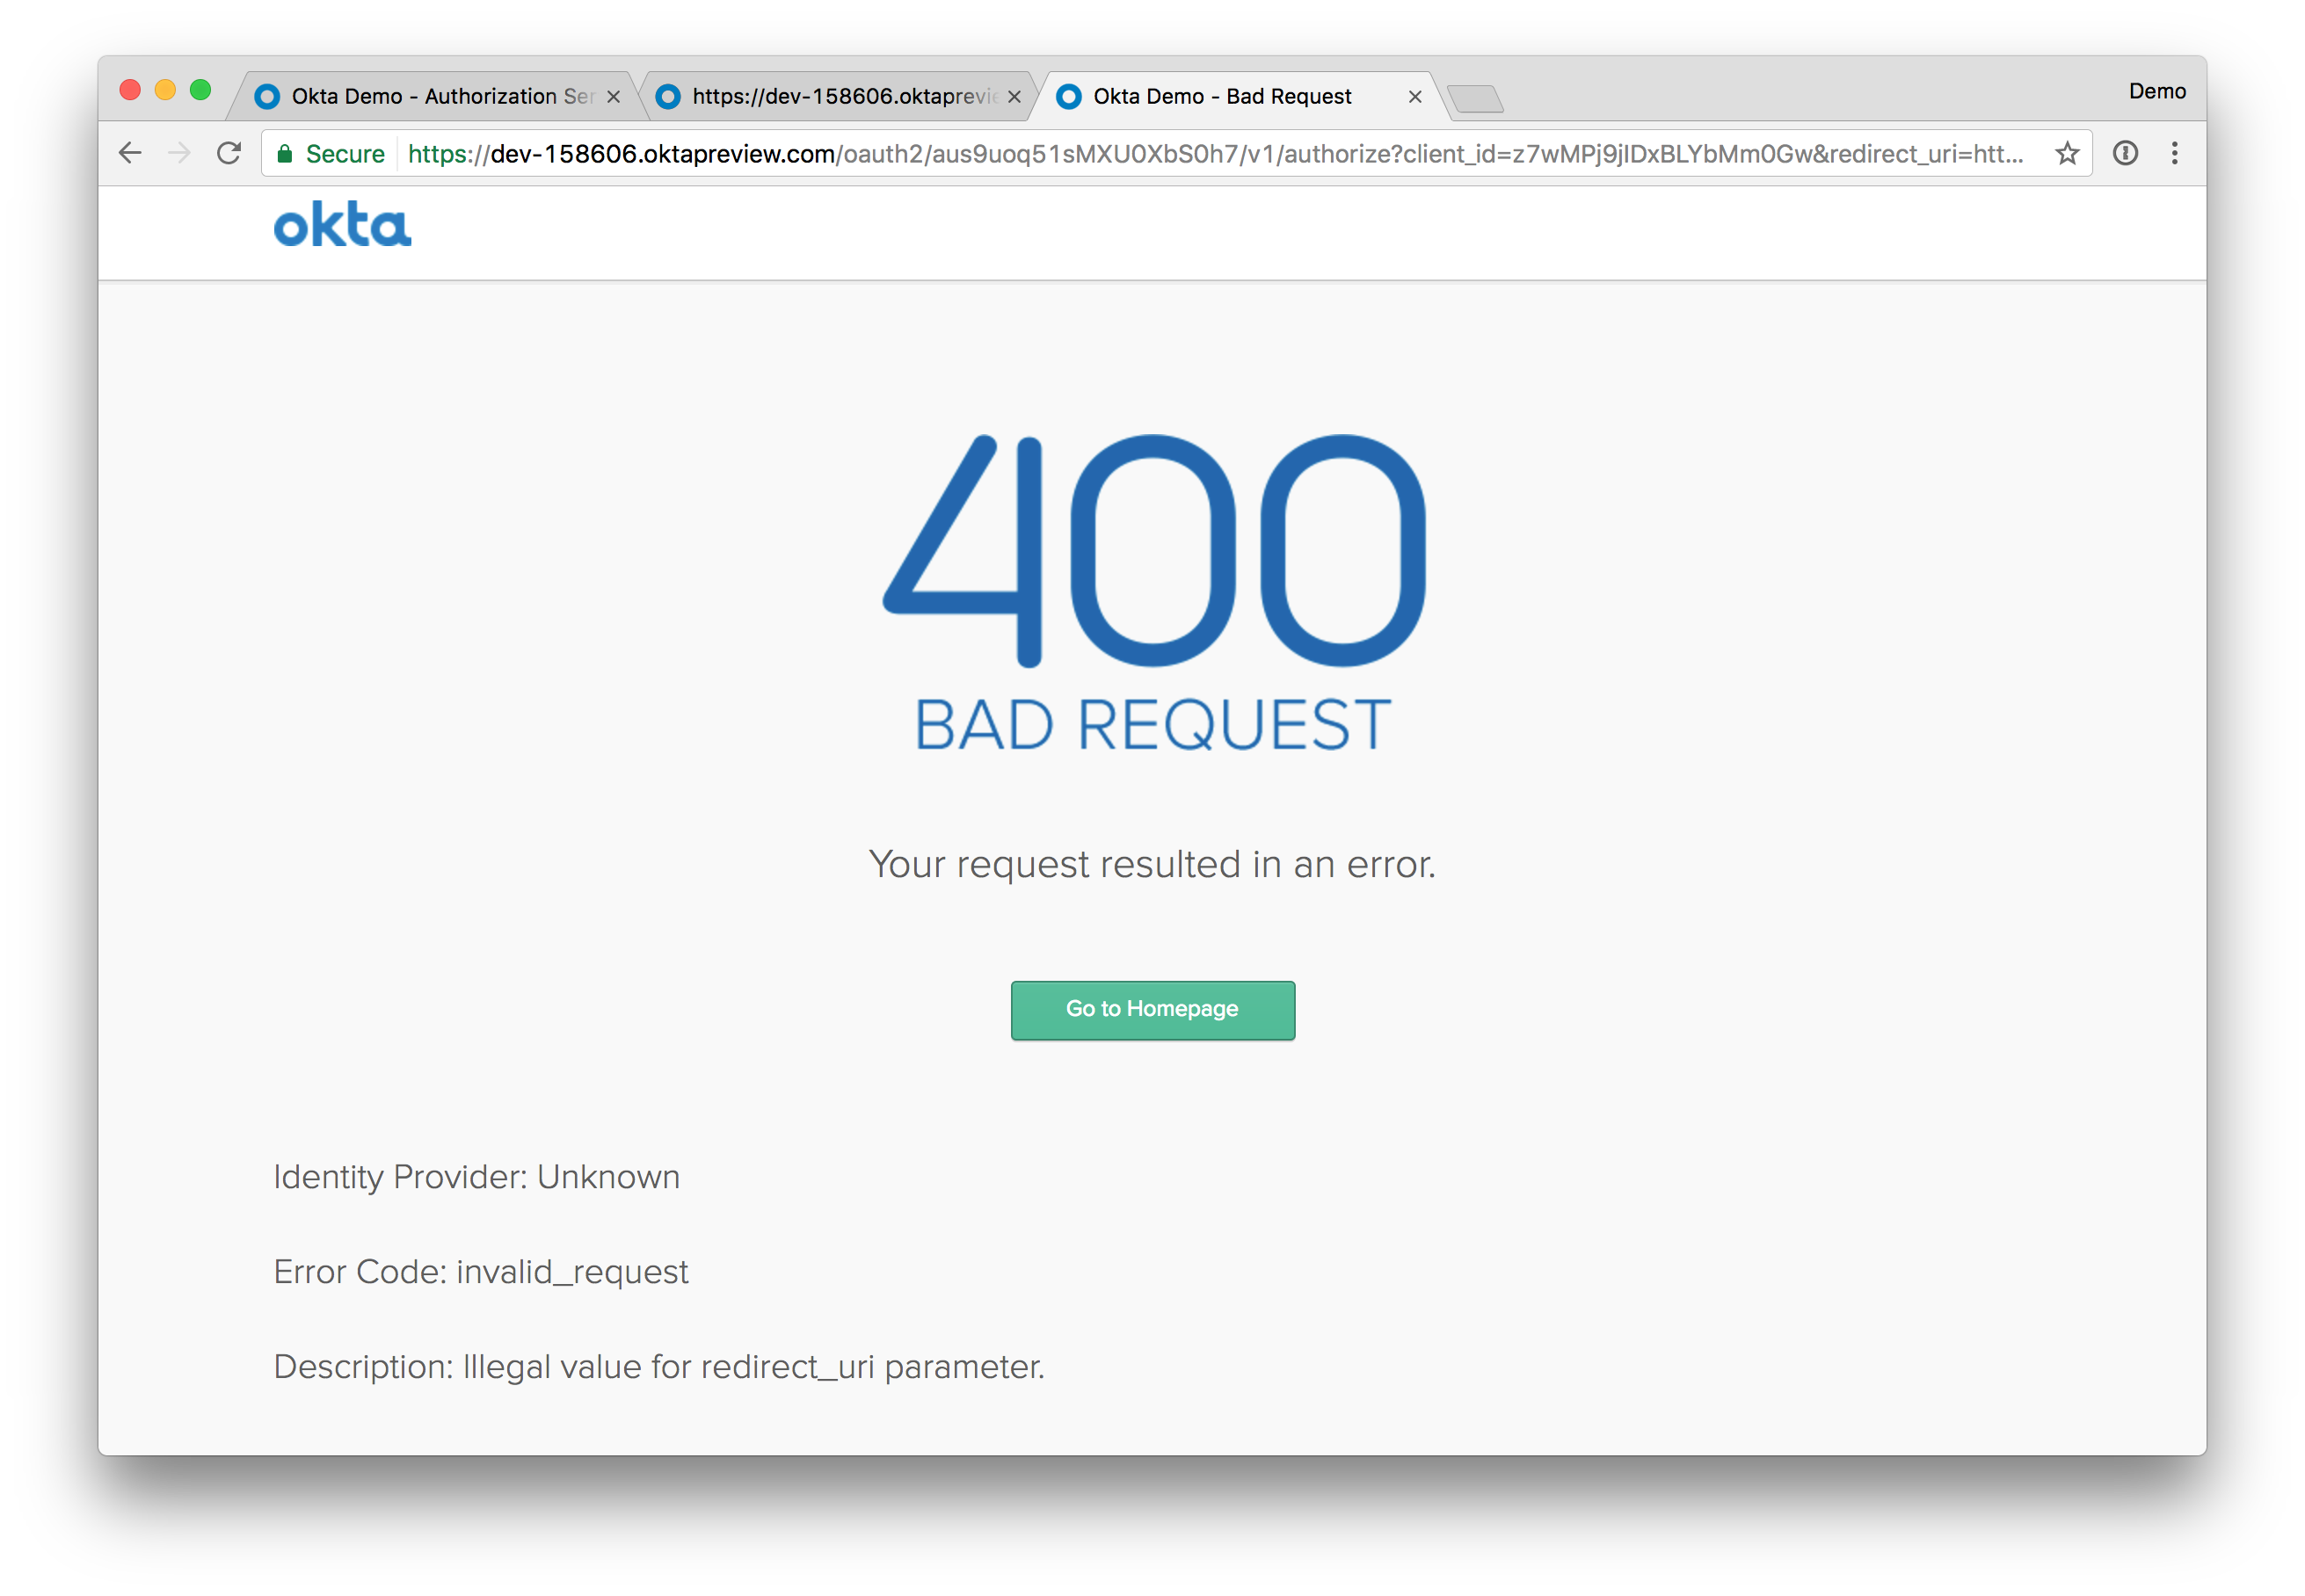 Okta Demo - Authorization Ser
https://dev-158606.oktaprevie
Okta Demo - Bad Request
Demo
Secure https://dev-158606.oktapreview.com/oauth2/aus9uoq51sMXU0XbS0h7/v1/authorize?client_id=z7wMPj9jIDxBLYbMm0Gw&redirect_uri=htt...
okta
400
BAD REQUEST
Your request resulted in an error.
Go to Homepage
Identity Provider: Unknown
Error Code: invalid_request
Description: Illegal value for redirect_uri parameter.